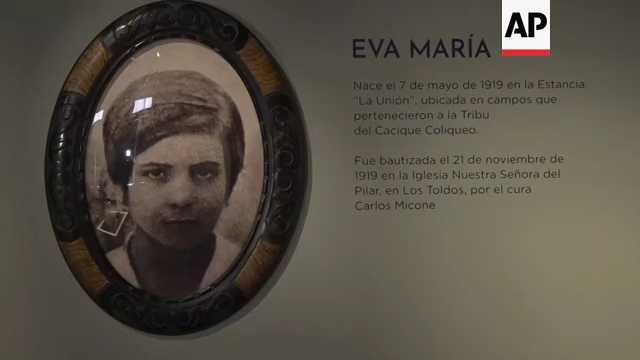 AP
EVA MARÍA
Nace el 7 de mayo de 1919 en la Estancia
“La Unión”, ubicada en campos que
pertenecieron a la Tribu
del Cacique Coliqueo.
Fue bautizada el 21 de noviembre de
1919 en la Iglesia Nuestra Señora del
Pilar, en Los Toldos, por el cura
Carlos Micone.